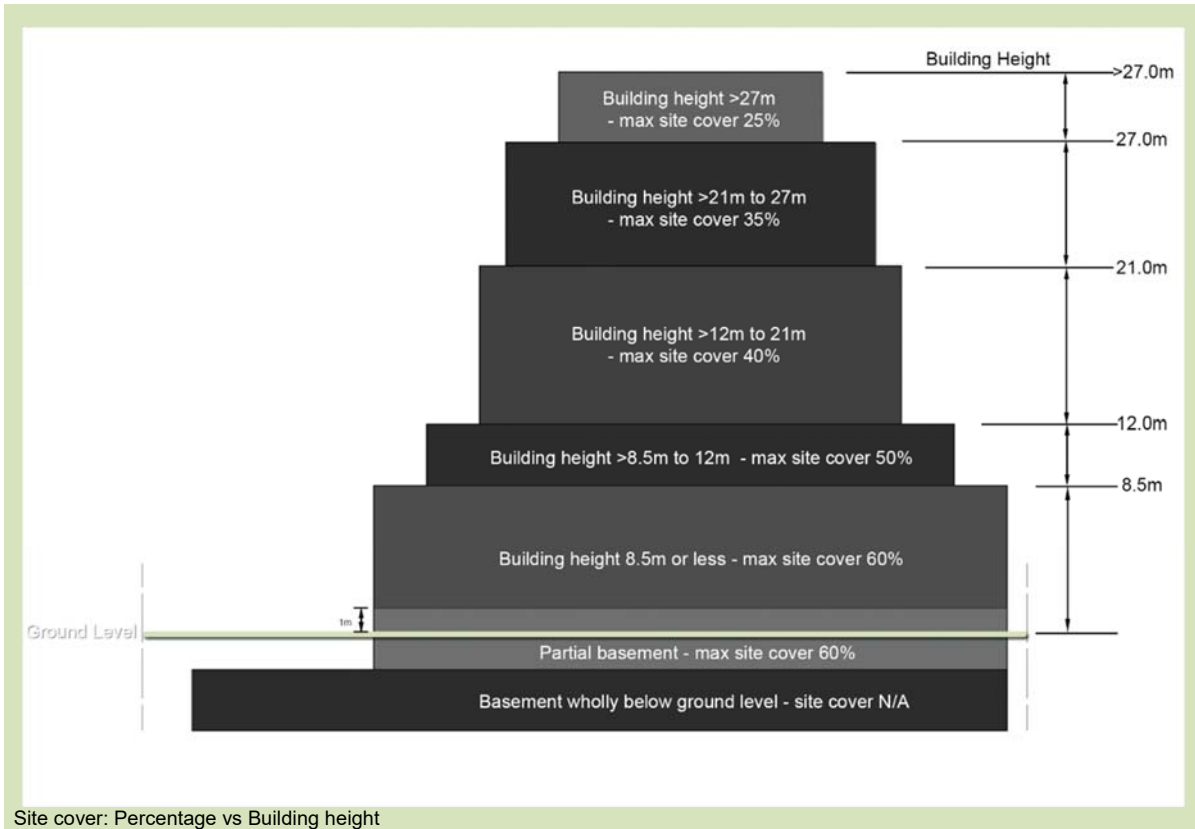 Building Height
>27.0m
Building height >27m
- max site cover 25%
27.0m
Building height >21m to 27m
- max site cover 35%
21.0m
Building height >12m to 21m
- max site cover 40%
12.0m
Building height >8.5m to 12m - max site cover 50%
8.5m
Building height 8.5m or less - max site cover 60%
1m
Ground Level
Partial basement - max site cover 60%
Basement wholly below ground level - site cover N/A
Site cover: Percentage vs Building height